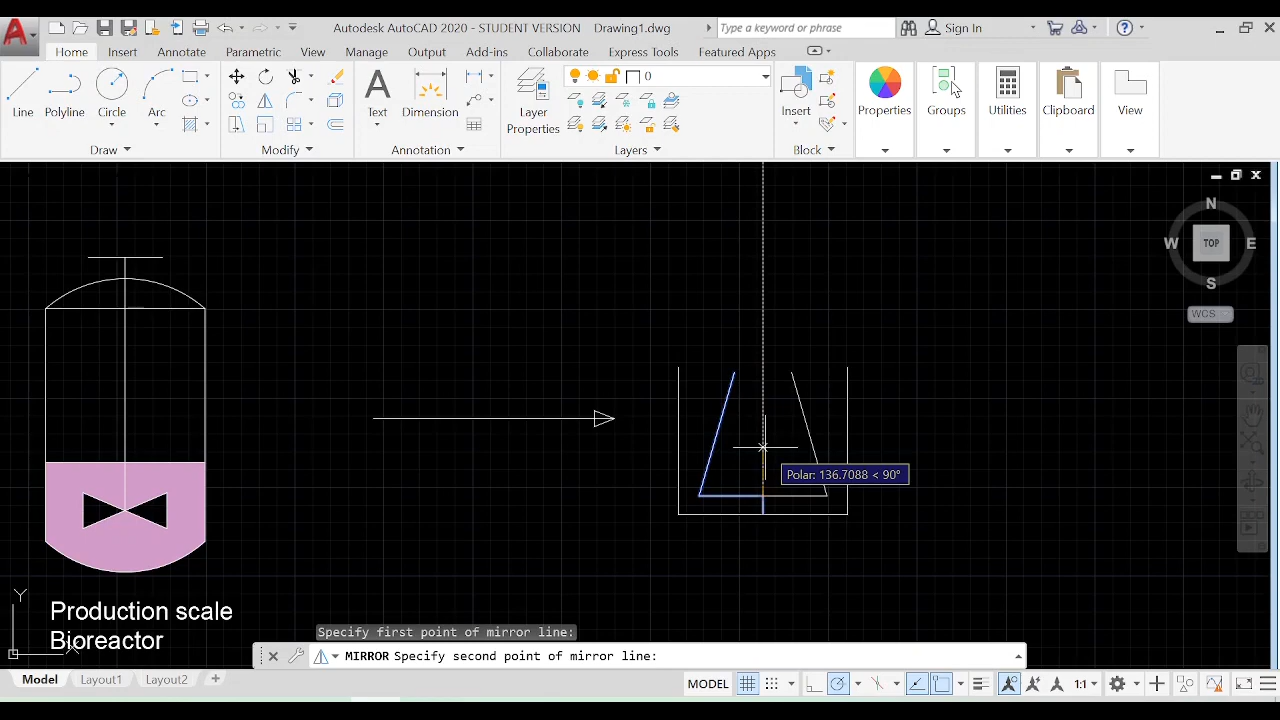 Autodesk AutoCAD 2020 - STUDENT VERSION Drawing1.dwg
Type a keyword or phrase
Sign In
Home Insert Annotate Parametric View Manage Output Add-ins Collaborate Express Tools Featured Apps
0
Line Polyline Circle Arc
Text Dimension
Layer
Properties
Insert
Properties Groups Utilities Clipboard View
Draw Modify Annotation Layers Block
N
W TOP E
S
WCS
Polar: 136.7088 < 90°
Y
X
Production scale
Bioreactor
Specify first point of mirror line:
MIRROR Specify second point of mirror line:
Model Layout1 Layout2 +
MODEL 1:1